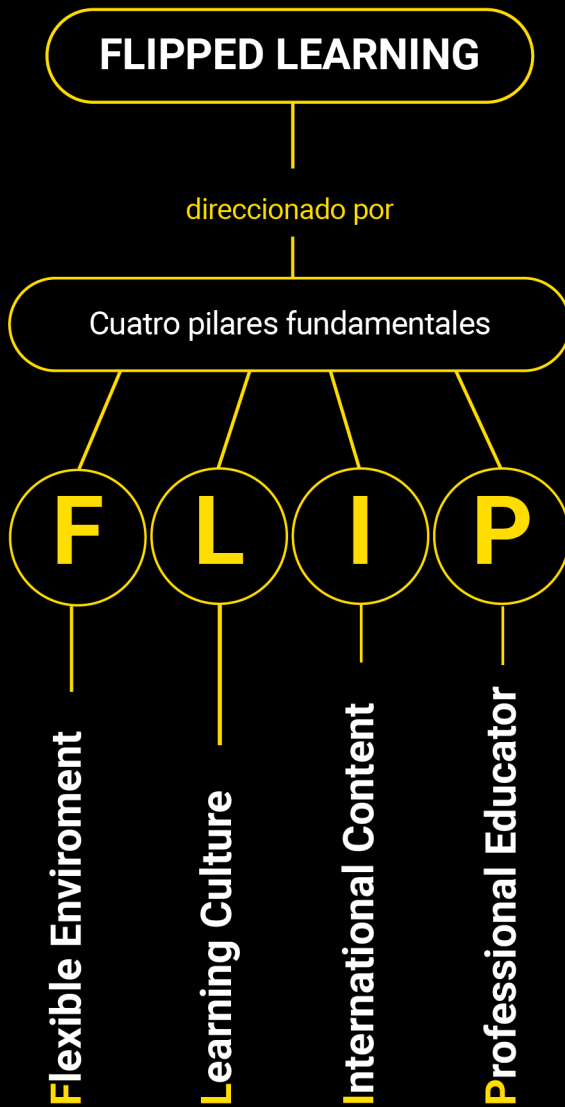 FLIPPED LEARNING
direccionado por
Cuatro pilares fundamentales
F
L
I
P
Flexible Enviroment
Learning Culture
International Content
Professional Educator